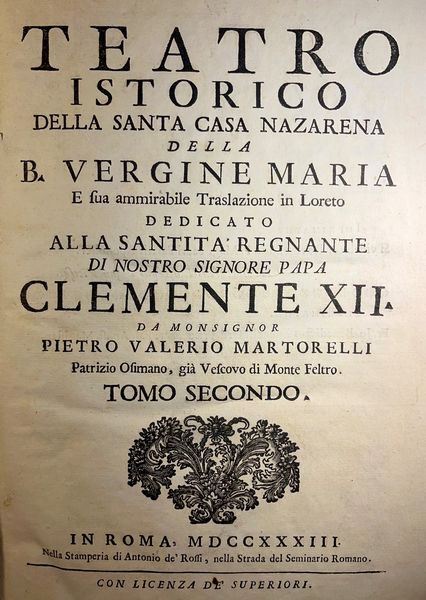 TEATRO
ISTORICO
DELLA SANTA CASA NAZARENA
DELLA
B. VERGINE MARIA
E ſua ammirabile Traslazione in Loreto
DEDICATO
ALLA SANTITA' REGNANTE
DI NOSTRO SIGNORE PAPA
CLEMENTE XII.
DA MONSIGNOR
PIETRO VALERIO MARTORELLI
Patrizio Oſimano, già Veſcovo di Monte Feltro.
TOMO SECONDO.
IN ROMA, MDCCXXXIII.
Nella Stamperia di Antonio de' Roſſi, nella Strada del Seminario Romano.
CON LICENZA DE' SUPERIORI.